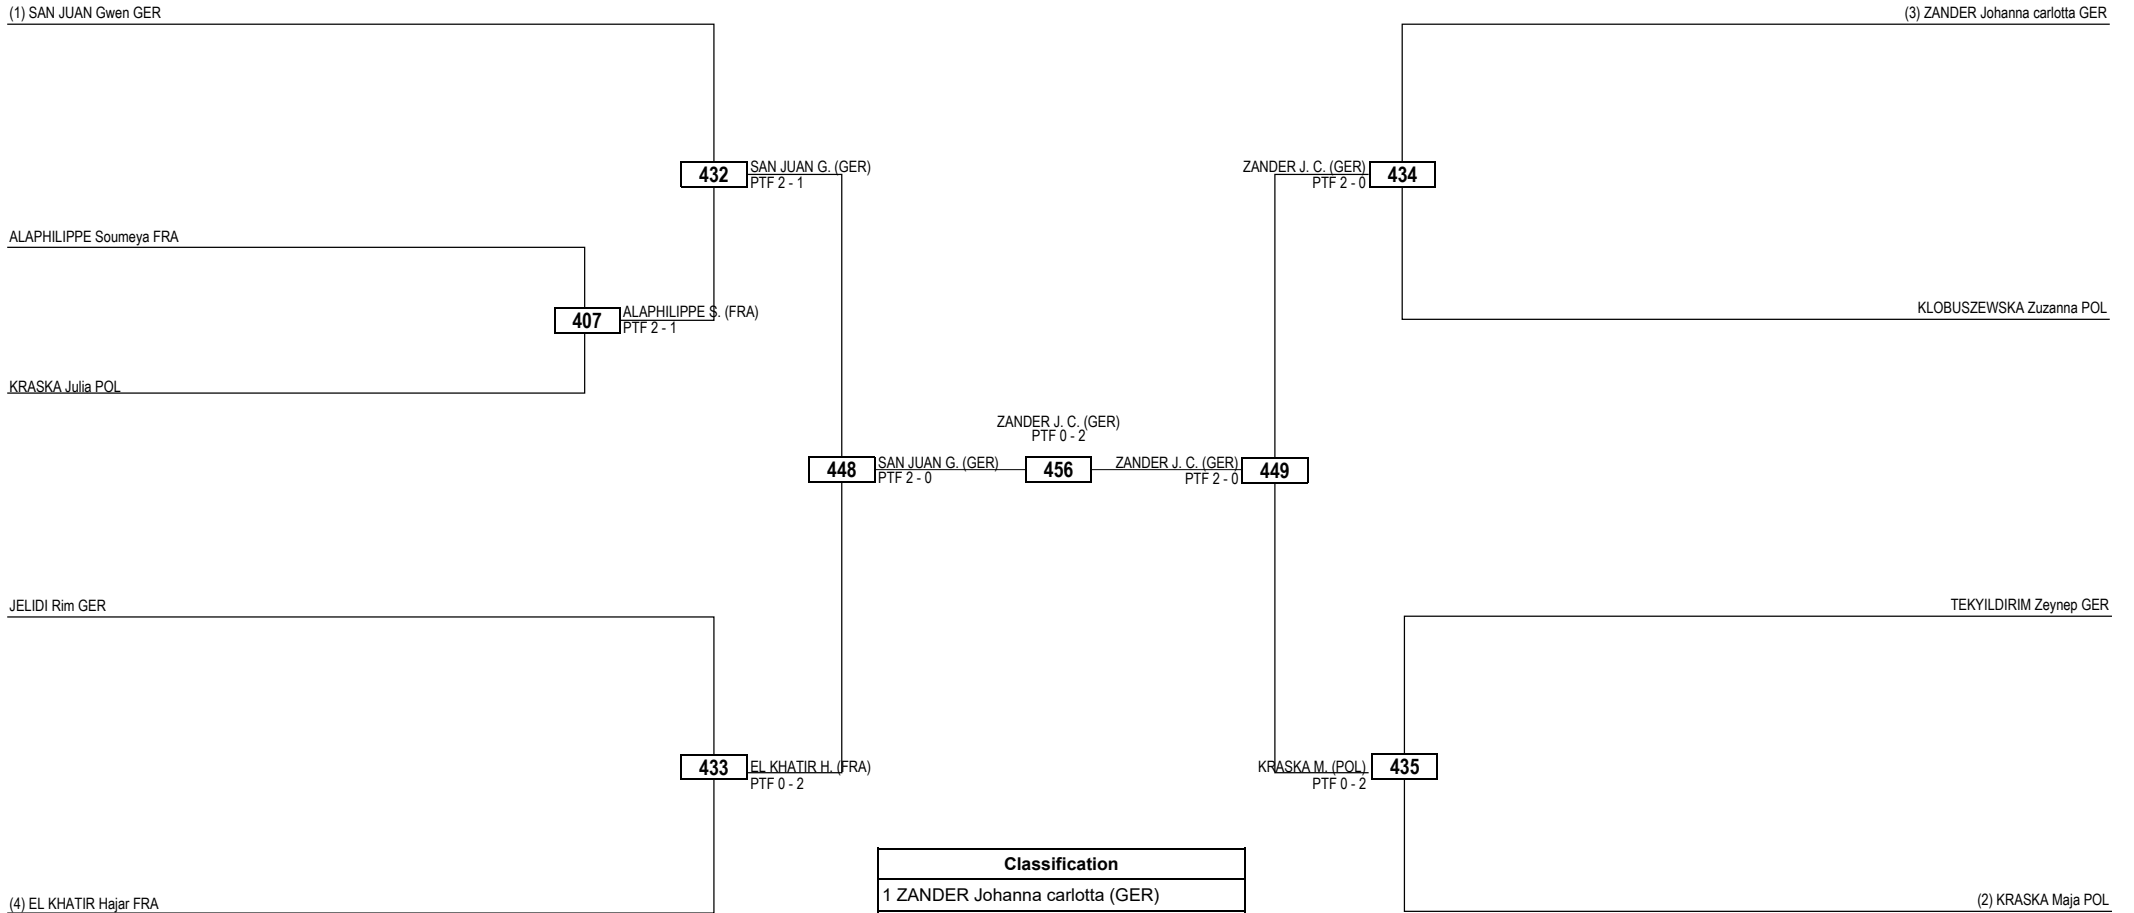 (1) SAN JUAN Gwen GER
(3) ZANDER Johanna carlotta GER
432
SAN JUAN G. (GER)
PTF 2 - 1
ZANDER J. C. (GER)
PTF 2 - 0
434
ALAPHILIPPE Soumeya FRA
407
ALAPHILIPPE S. (FRA)
PTF 2 - 1
KLOBUSZEWSKA Zuzanna POL
KRASKA Julia POL
ZANDER J. C. (GER)
PTF 0 - 2
448
SAN JUAN G. (GER)
PTF 2 - 0
456
ZANDER J. C. (GER)
PTF 2 - 0
449
JELIDI Rim GER
TEKYILDIRIM Zeynep GER
433
EL KHATIR H. (FRA)
PTF 0 - 2
KRASKA M. (POL)
PTF 0 - 2
435
Classification
1 ZANDER Johanna carlotta (GER)
(4) EL KHATIR Hajar FRA
(2) KRASKA Maja POL